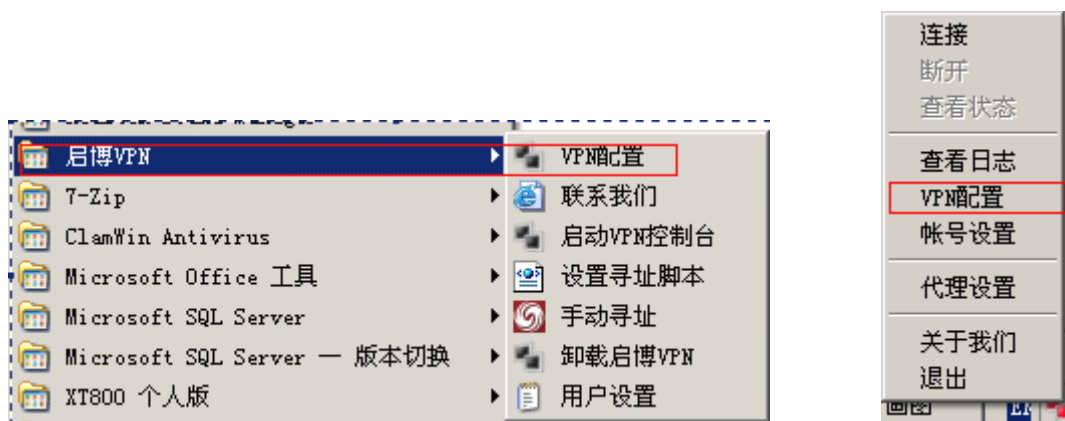 启博VPN
7-Zip
ClamWin Antivirus
Microsoft Office 工具
Microsoft SQL Server
Microsoft SQL Server — 版本切换
XT800 个人版
VPN配置
联系我们
启动VPN控制台
设置寻址脚本
手动寻址
卸载启博VPN
用户设置
连接
断开
查看状态
查看日志
VPN配置
帐号设置
代理设置
关于我们
退出